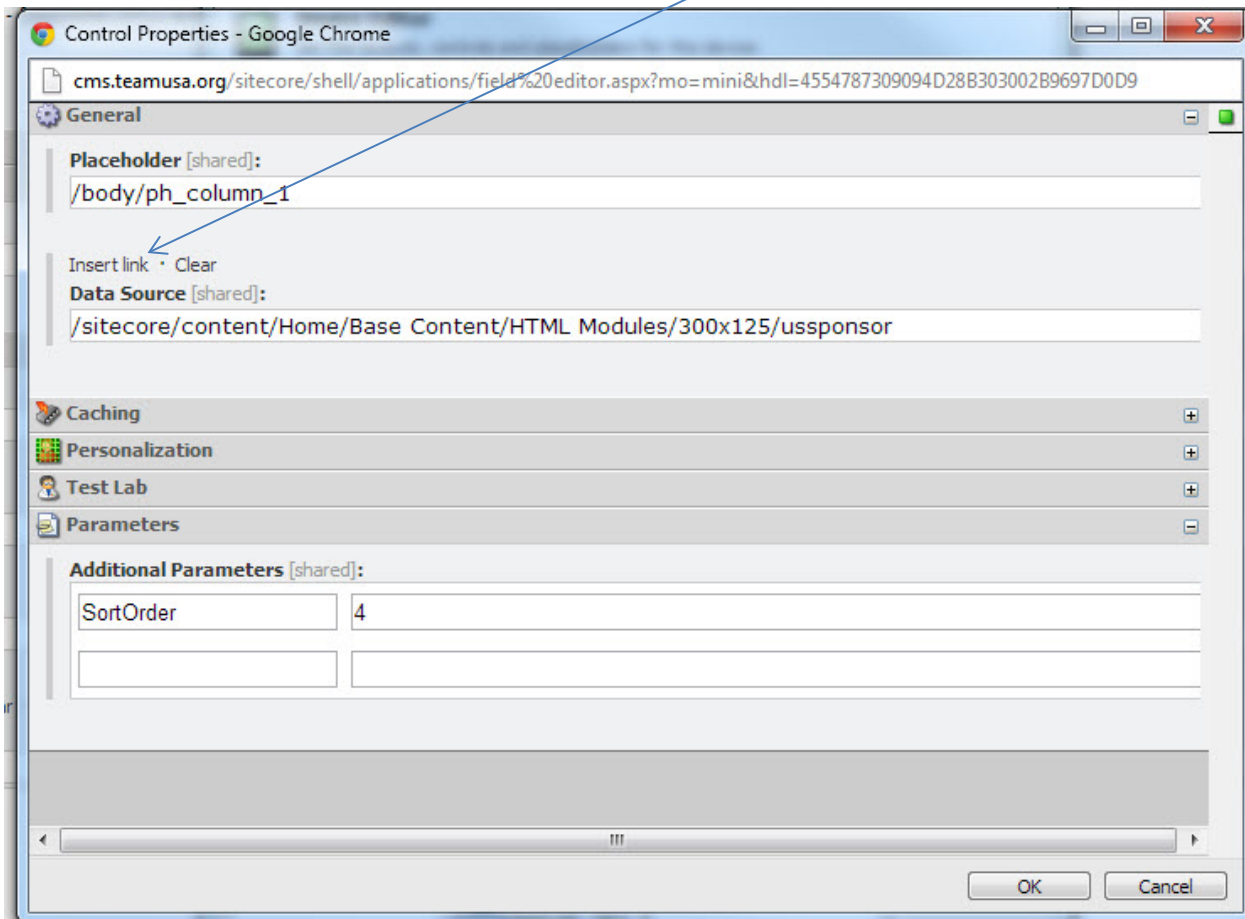 Control Properties - Google Chrome
cms.teamusa.org/sitecore/shell/applications/field%20editor.aspx?mo=mini&hdl=4554787309094D28B303002B9697D0D9
General
Placeholder [shared]:
/body/ph_column_1
Insert link · Clear
Data Source [shared]:
/sitecore/content/Home/Base Content/HTML Modules/300x125/ussponsor
Caching
Personalization
Test Lab
Parameters
Additional Parameters [shared]:
SortOrder 4
OK Cancel